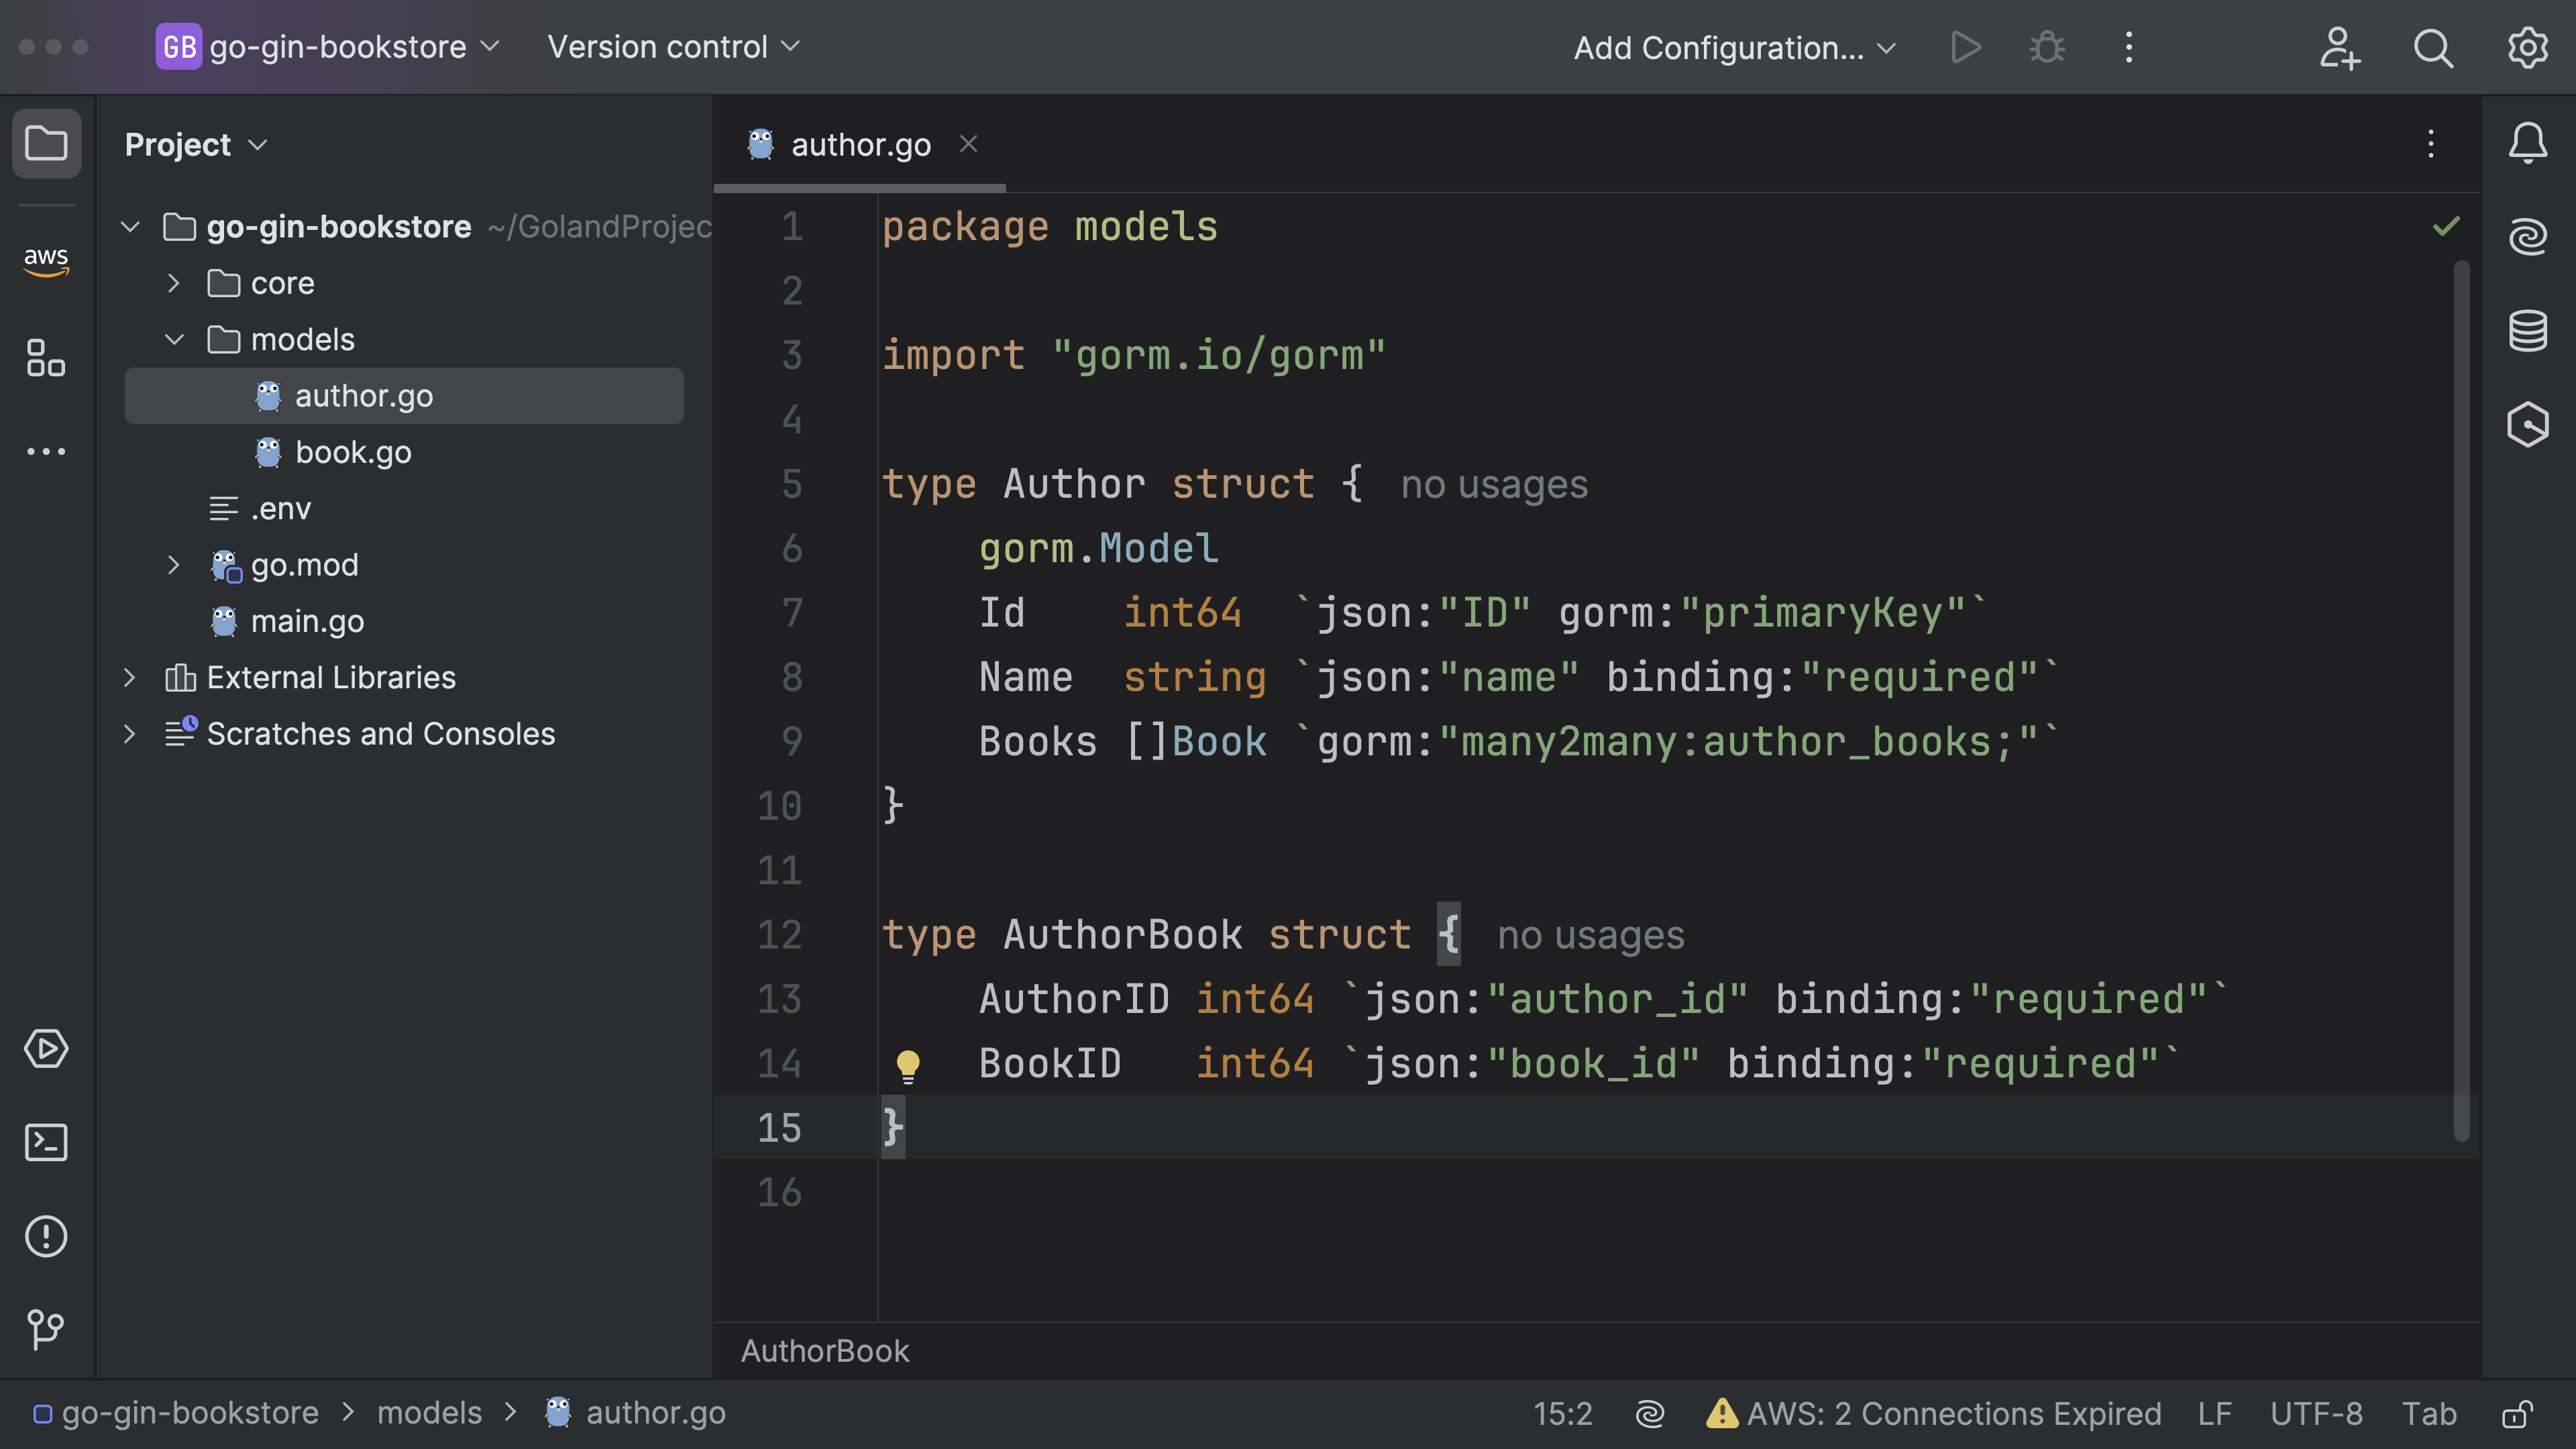 GB go-gin-bookstore Version control Add Configuration...
aws
Project
go-gin-bookstore ~/GolandProjec
core
models
author.go
book.go
.env
go.mod
main.go
External Libraries
Scratches and Consoles
author.go
1 package models
2
3 import "gorm.io/gorm"
4
5 type Author struct { no usages
6 gorm.Model
7 Id int64 `json:"ID" gorm:"primaryKey"`
8 Name string `json:"name" binding:"required"`
9 Books []Book `gorm:"many2many:author_books;"`
10 }
11
12 type AuthorBook struct { no usages
13 AuthorID int64 `json:"author_id" binding:"required"`
14 BookID int64 `json:"book_id" binding:"required"`
15 }
16
AuthorBook
go-gin-bookstore > models > author.go 15:2 AWS: 2 Connections Expired LF UTF-8 Tab